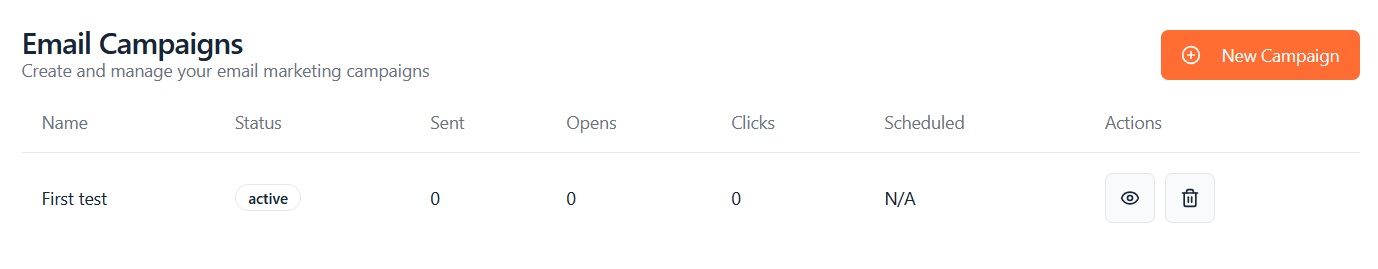 Email Campaigns
Create and manage your email marketing campaigns
New Campaign
Name Status Sent Opens Clicks Scheduled Actions
First test active 0 0 0 N/A